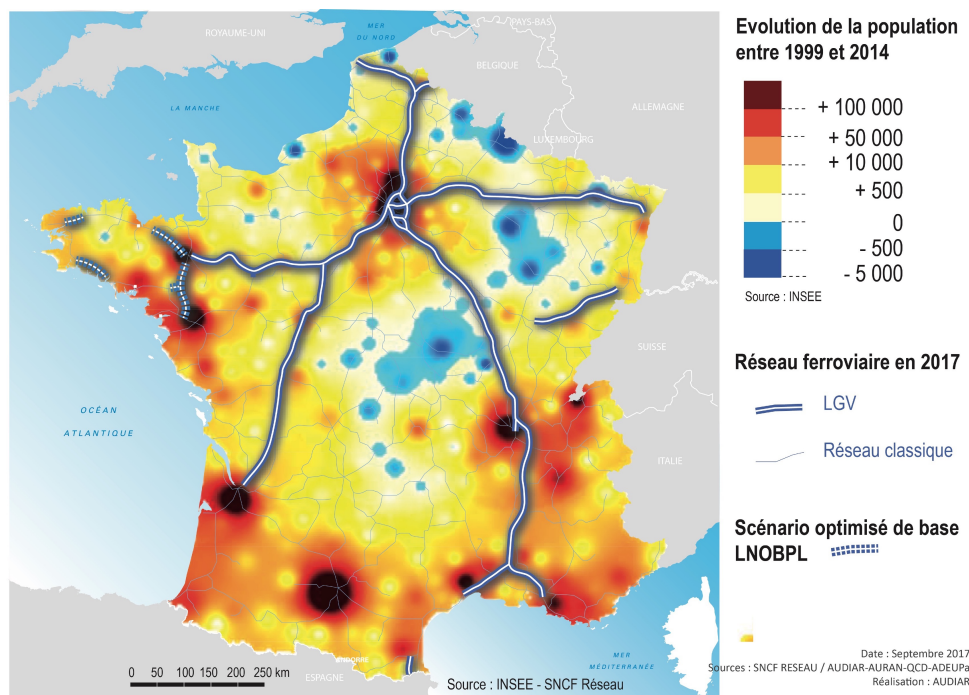 PAYS-BAS
MER
DU NORD
ROYAUME-UNI
BELGIQUE
LA MANCHE
ALLEMAGNE
LUXEMBOURG
SUISSE
OCÉAN
ATLANTIQUE
ITALIE
ANDORRE
ESPAGNE
MER
MÉDITERRANÉE
0 50 100 150 200 250 km
Source : INSEE - SNCF Réseau
Evolution de la population
entre 1999 et 2014
+ 100 000
+ 50 000
+ 10 000
+ 500
0
- 500
- 5 000
Source : INSEE
Réseau ferroviaire en 2017
LGV
Réseau classique
Scénario optimisé de base
LNOBPL
Date : Septembre 2017
Sources : SNCF RESEAU / AUDIAR-AURAN-QCD-ADEUPa
Réalisation : AUDIAR